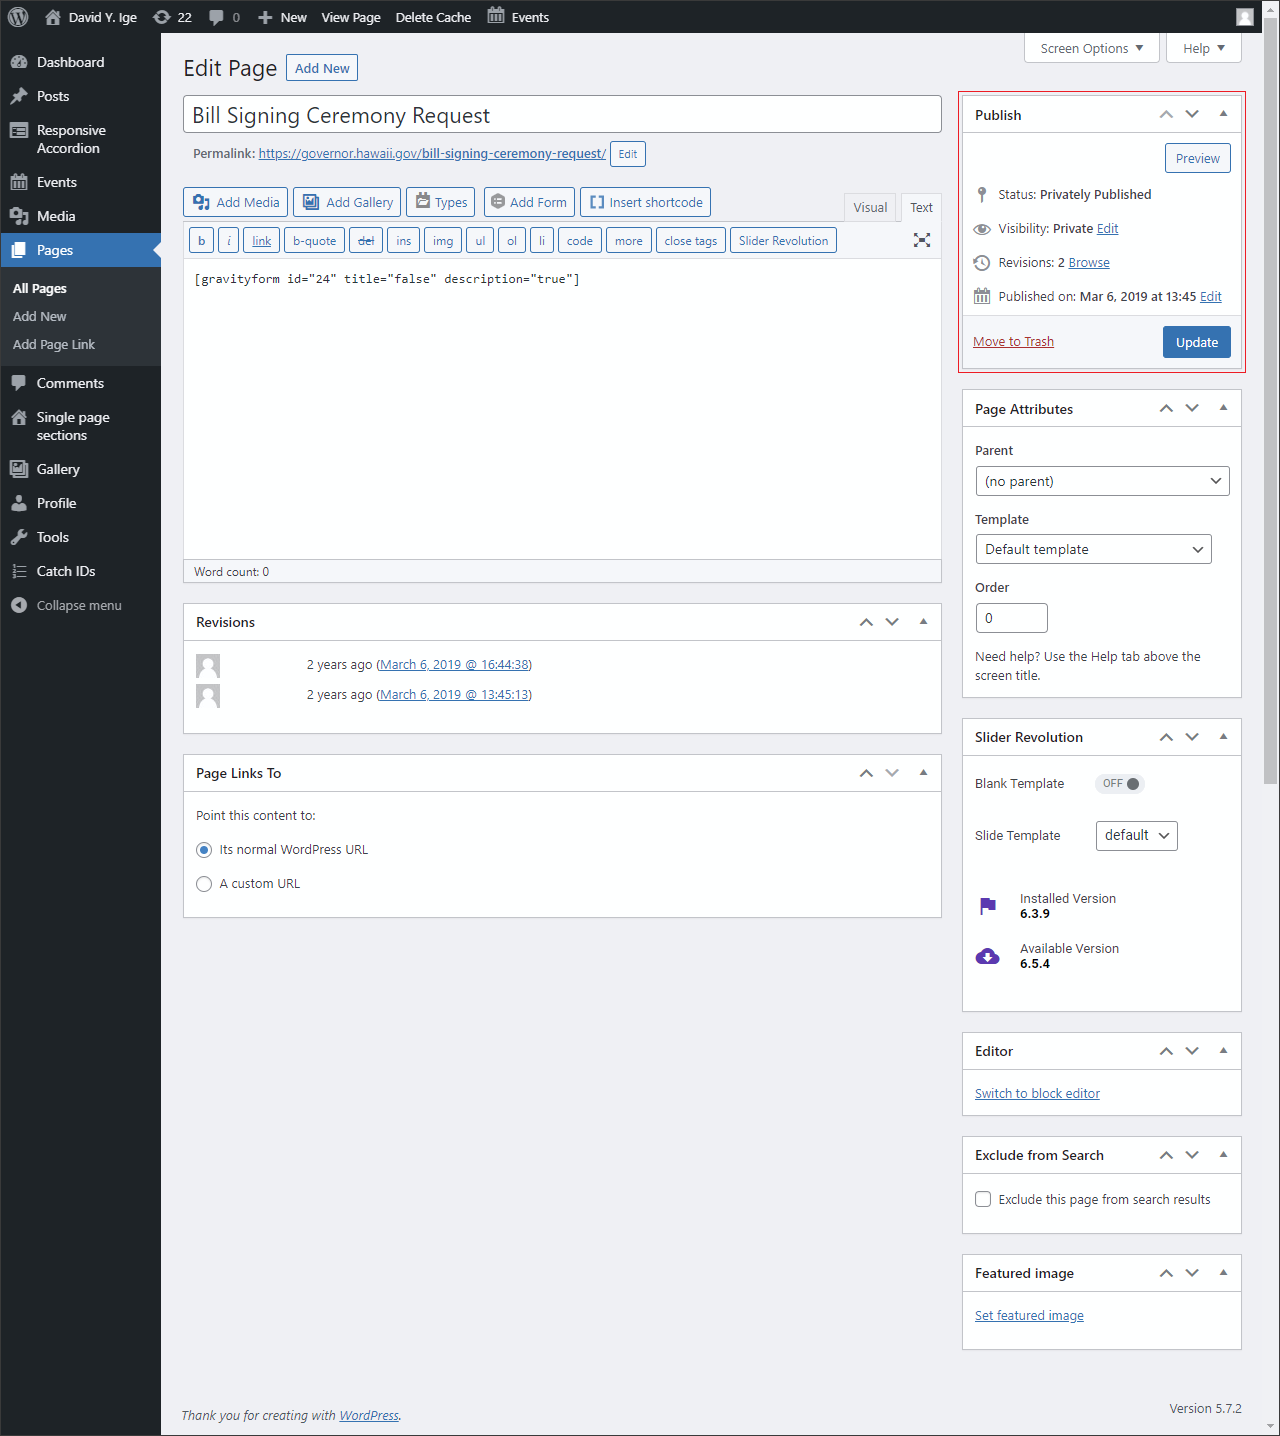 David Y. Ige 22 0 New View Page Delete Cache Events
Dashboard
Posts
Responsive
Accordion
Events
Media
Pages
All Pages
Add New
Add Page Link
Comments
Single page
sections
Gallery
Profile
Tools
Catch IDs
Collapse menu
Screen Options ▼ Help ▼
Edit Page Add New
Bill Signing Ceremony Request
Permalink: https://governor.hawaii.gov/bill-signing-ceremony-request/ Edit
Add Media Add Gallery Types Add Form Insert shortcode
Visual Text
b i link b-quote del ins img ul ol li code more close tags Slider Revolution
[gravityform id="24" title="false" description="true"]
Word count: 0
Revisions
2 years ago (March 6, 2019 @ 16:44:38)
2 years ago (March 6, 2019 @ 13:45:13)
Page Links To
Point this content to:
Its normal WordPress URL
A custom URL
Publish
Preview
Status: Privately Published
Visibility: Private Edit
Revisions: 2 Browse
Published on: Mar 6, 2019 at 13:45 Edit
Move to Trash Update
Page Attributes
Parent
(no parent)
Template
Default template
Order
0
Need help? Use the Help tab above the
screen title.
Slider Revolution
Blank Template OFF
Slide Template default
Installed Version
6.3.9
Available Version
6.5.4
Editor
Switch to block editor
Exclude from Search
Exclude this page from search results
Featured image
Set featured image
Thank you for creating with WordPress.
Version 5.7.2